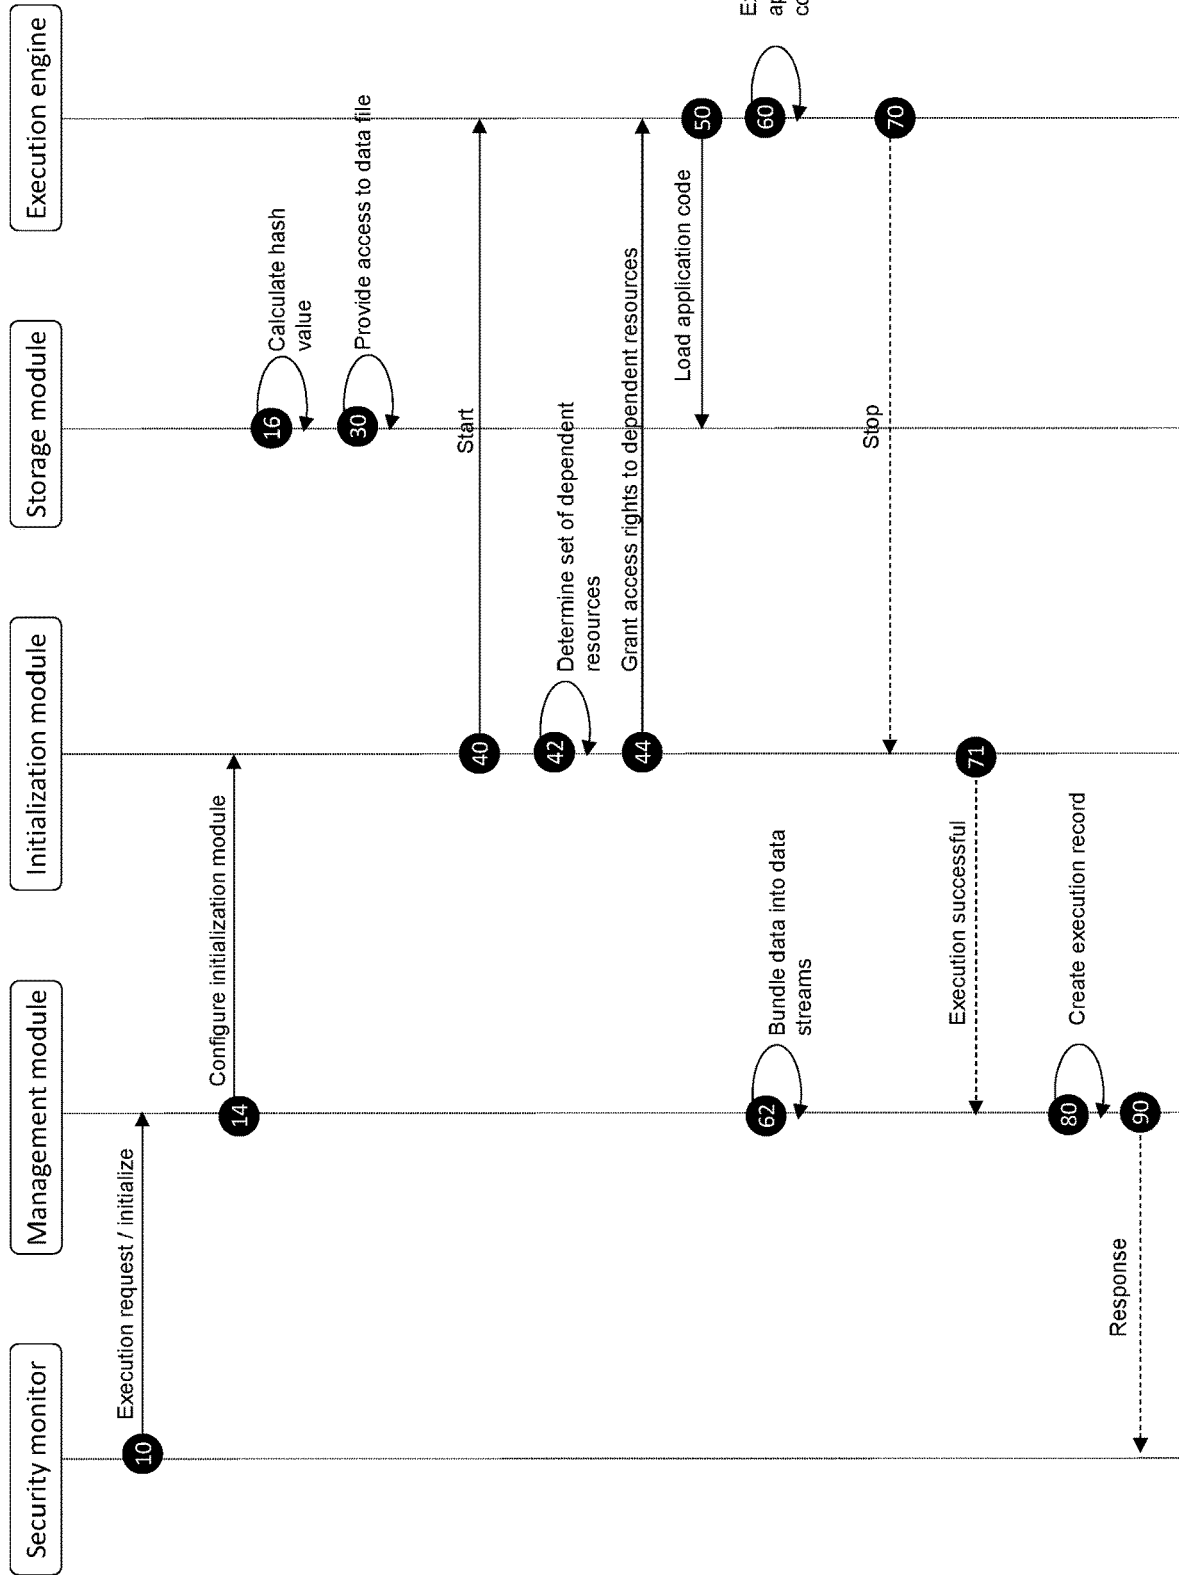 Security monitor
Management module
Initialization module
Storage module
Execution engine
10
Execution request / initialize
14
Configure initialization module
16
Calculate hash
value
30
Provide access to data file
40
Start
42
Determine set of dependent
resources
44
Grant access rights to dependent resources
50
Load application code
60
62
Bundle data into data
streams
70
Stop
71
Execution successful
80
Create execution record
90
Response